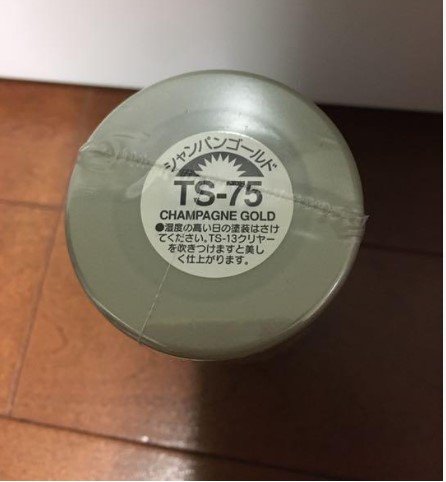 シャンパンゴールド
TS-75
CHAMPAGNE GOLD
●湿度の高い日の塗装はさけ
てください。TS-13クリヤー
を吹きつけますと美し
く仕上がります。